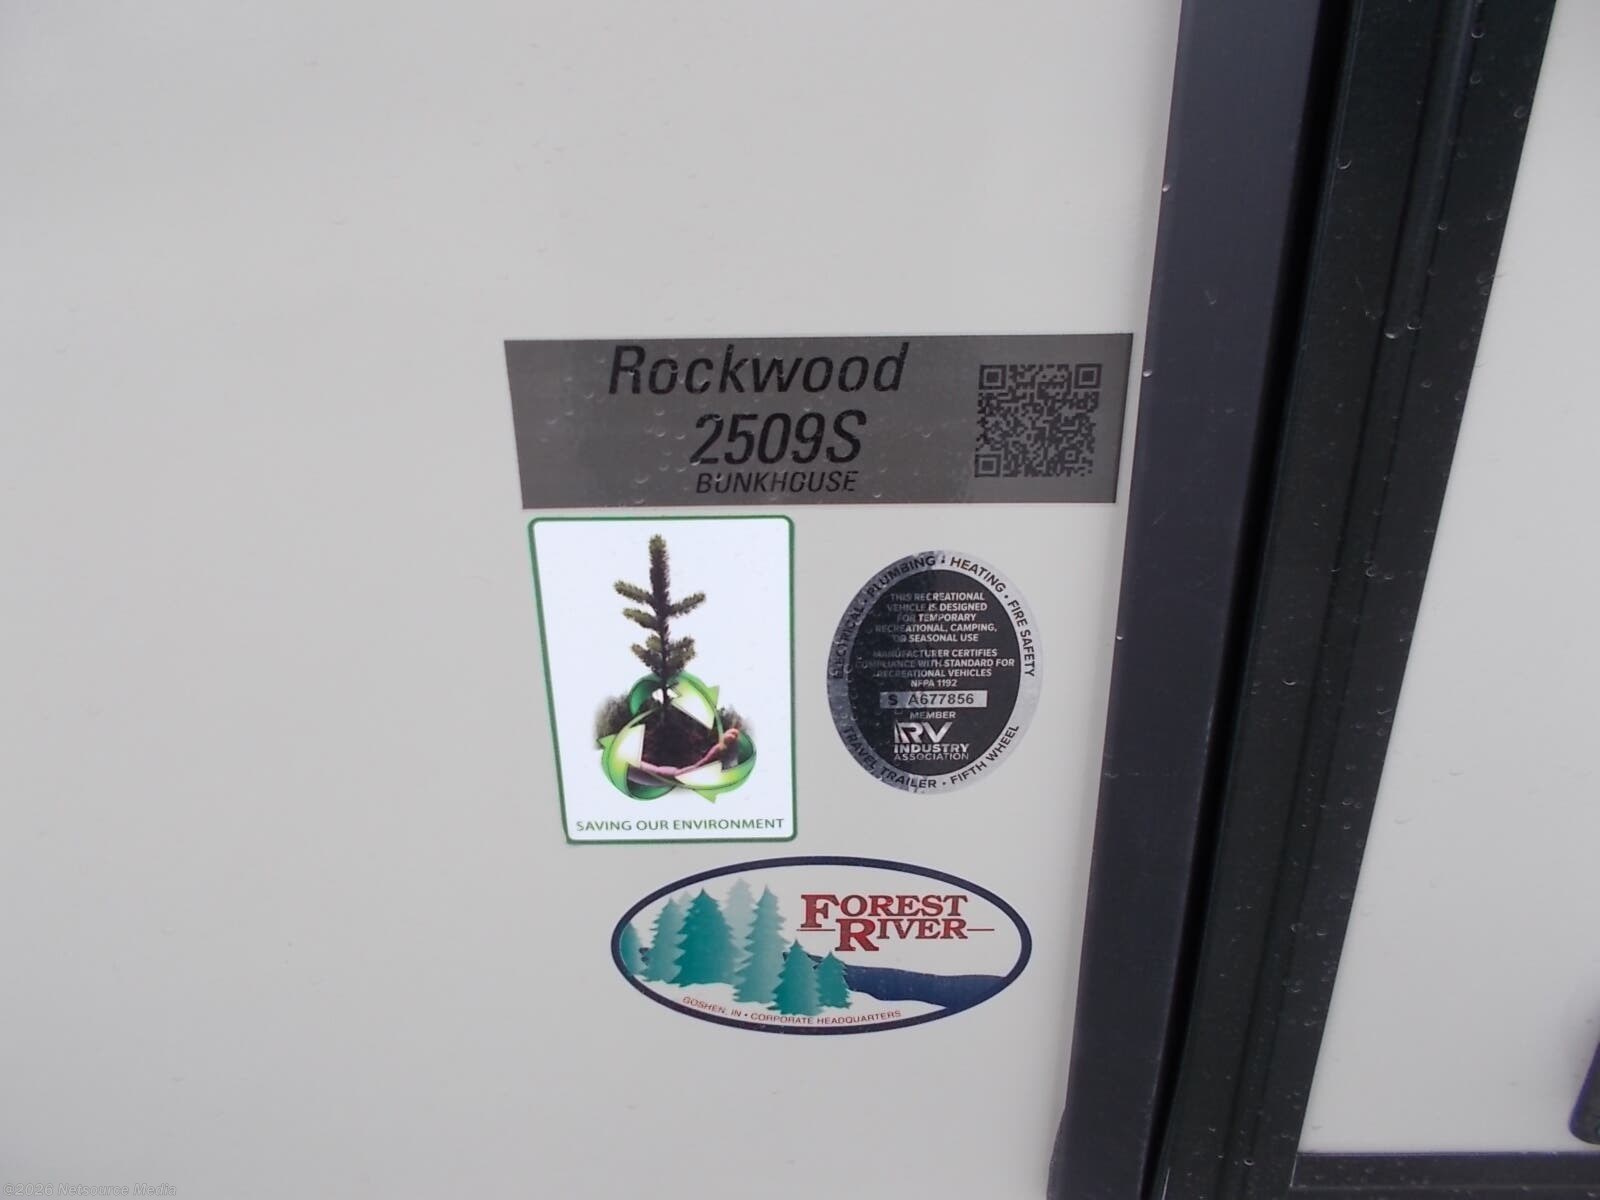 Rockwood
2509S
BUNKHOUSE
SAVING OUR ENVIRONMENT
ELECTRICAL • PLUMBING • HEATING • FIRE SAFETY
THIS RECREATIONAL
VEHICLE IS DESIGNED
FOR TEMPORARY
RECREATIONAL, CAMPING,
OR SEASONAL USE
MANUFACTURER CERTIFIES
COMPLIANCE WITH STANDARD FOR
RECREATIONAL VEHICLES
NFPA 1192
S A677856
MEMBER
RV
INDUSTRY
ASSOCIATION
TRAVEL TRAILER • FIFTH WHEEL
FOREST
RIVER
GOSHEN, IN • CORPORATE HEADQUARTERS
©2026 Netsource Media